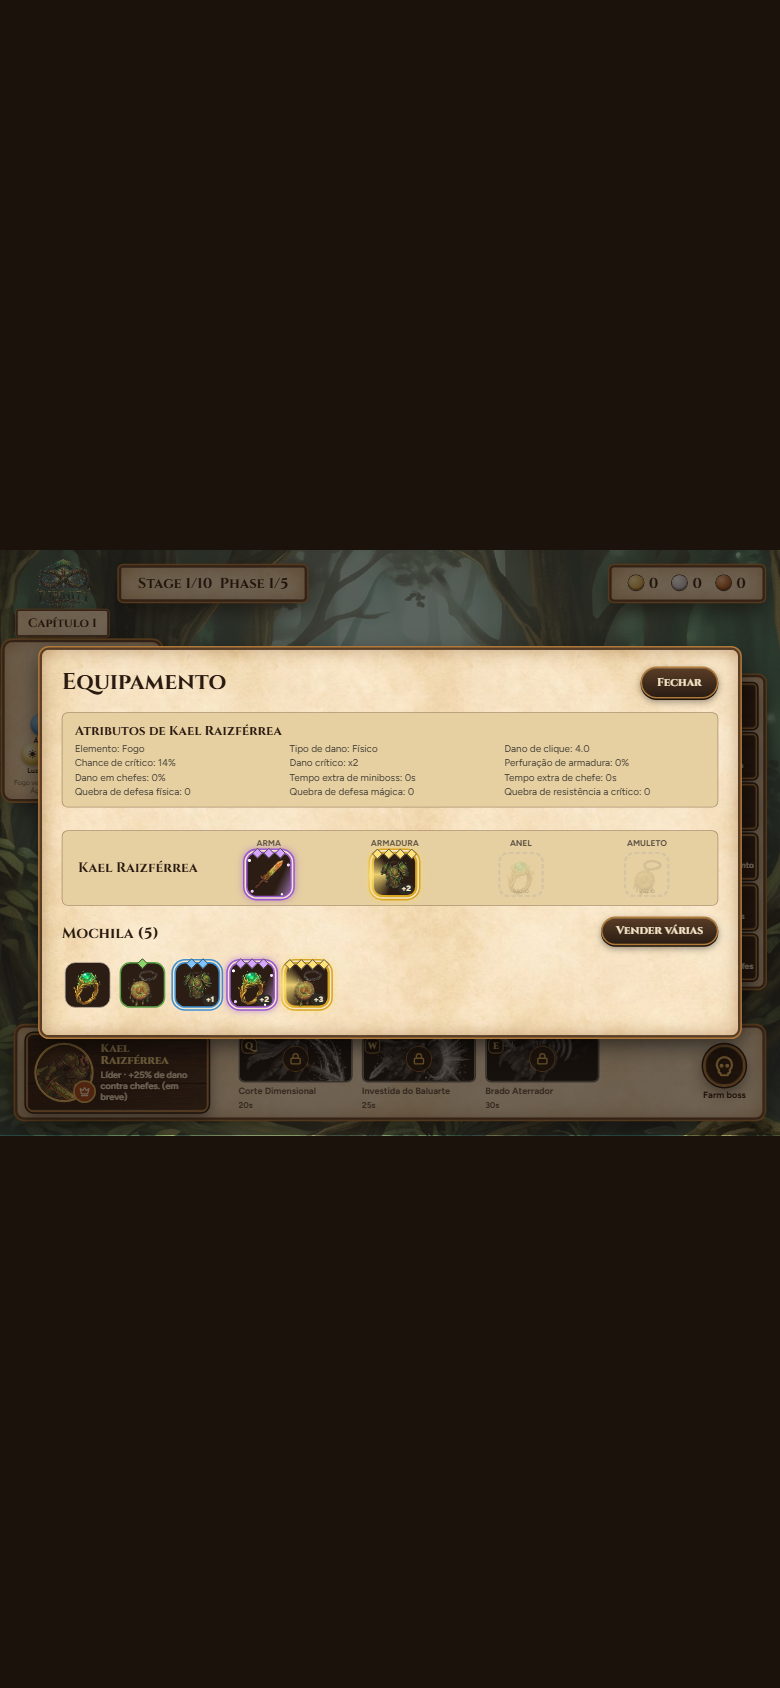 Stage 1/10 Phase 1/5
0 0 0
Capítulo 1
Equipamento
Fechar
Atributos de Kael Raizférrea
Elemento: Fogo
Tipo de dano: Físico
Dano de clique: 4.0
Chance de crítico: 14%
Dano crítico: x2
Perfuração de armadura: 0%
Dano em chefes: 0%
Tempo extra de miniboss: 0s
Tempo extra de chefe: 0s
Quebra de defesa física: 0
Quebra de defesa mágica: 0
Quebra de resistência a crítico: 0
ARMA
ARMADURA
ANEL
AMULETO
Kael Raizférrea
+2
Mochila (5)
Vender várias
+1
+2
+3
Kael
Raizférrea
Líder · +25% de dano
contra chefes. (em
breve)
Q
W
E
Corte Dimensional
20s
Investida do Baluarte
25s
Brado Aterrador
30s
Farm boss